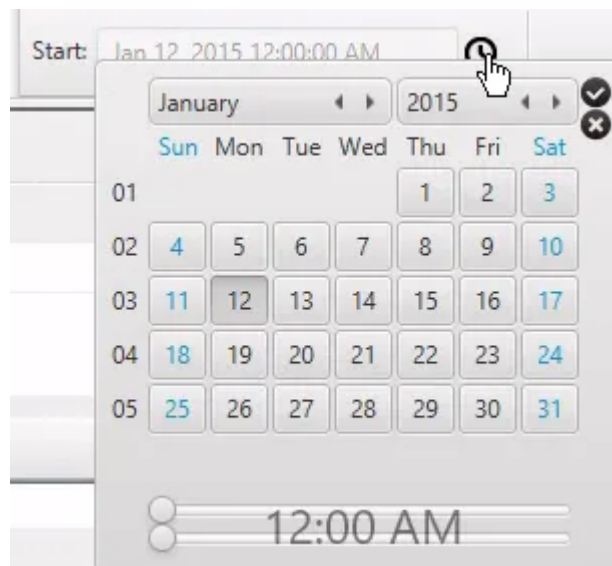 Start: Jan 12, 2015 12:00:00 AM
January 2015
Sun Mon Tue Wed Thu Fri Sat
01 1 2 3
02 4 5 6 7 8 9 10
03 11 12 13 14 15 16 17
04 18 19 20 21 22 23 24
05 25 26 27 28 29 30 31
12:00 AM